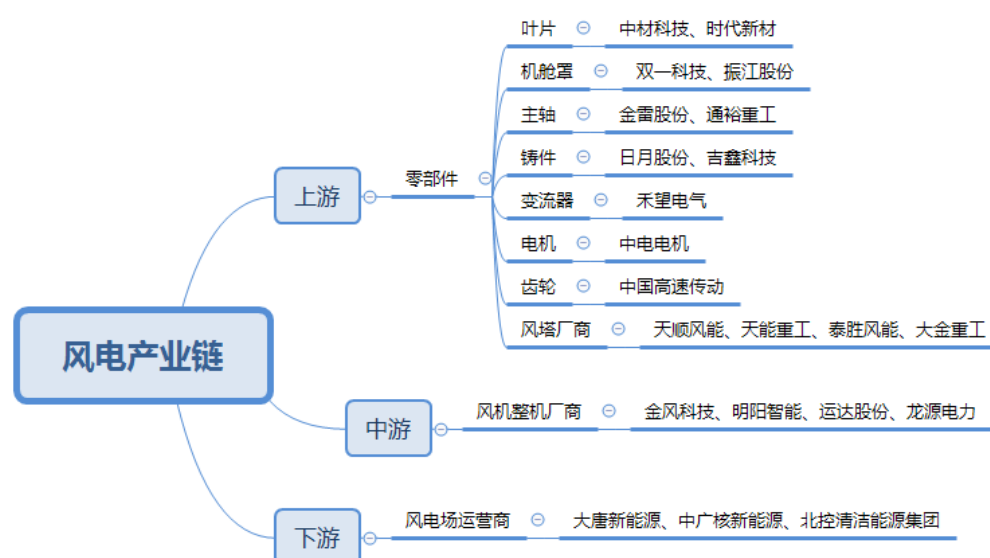 风电产业链
上游
零部件
叶片 中材科技、时代新材
机舱罩 双一科技、振江股份
主轴 金雷股份、通裕重工
铸件 日月股份、吉鑫科技
变流器 禾望电气
电机 中电电机
齿轮 中国高速传动
风塔厂商 天顺风能、天能重工、泰胜风能、大金重工
中游
风机整机厂商 金风科技、明阳智能、运达股份、龙源电力
下游
风电场运营商 大唐新能源、中广核新能源、北控清洁能源集团